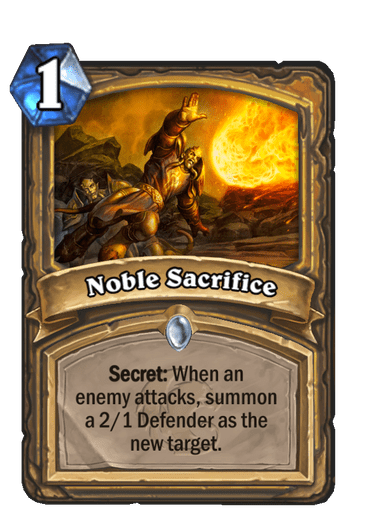 1
Noble Sacrifice
Secret: When an
enemy attacks, summon
a 2/1 Defender as the
new target.